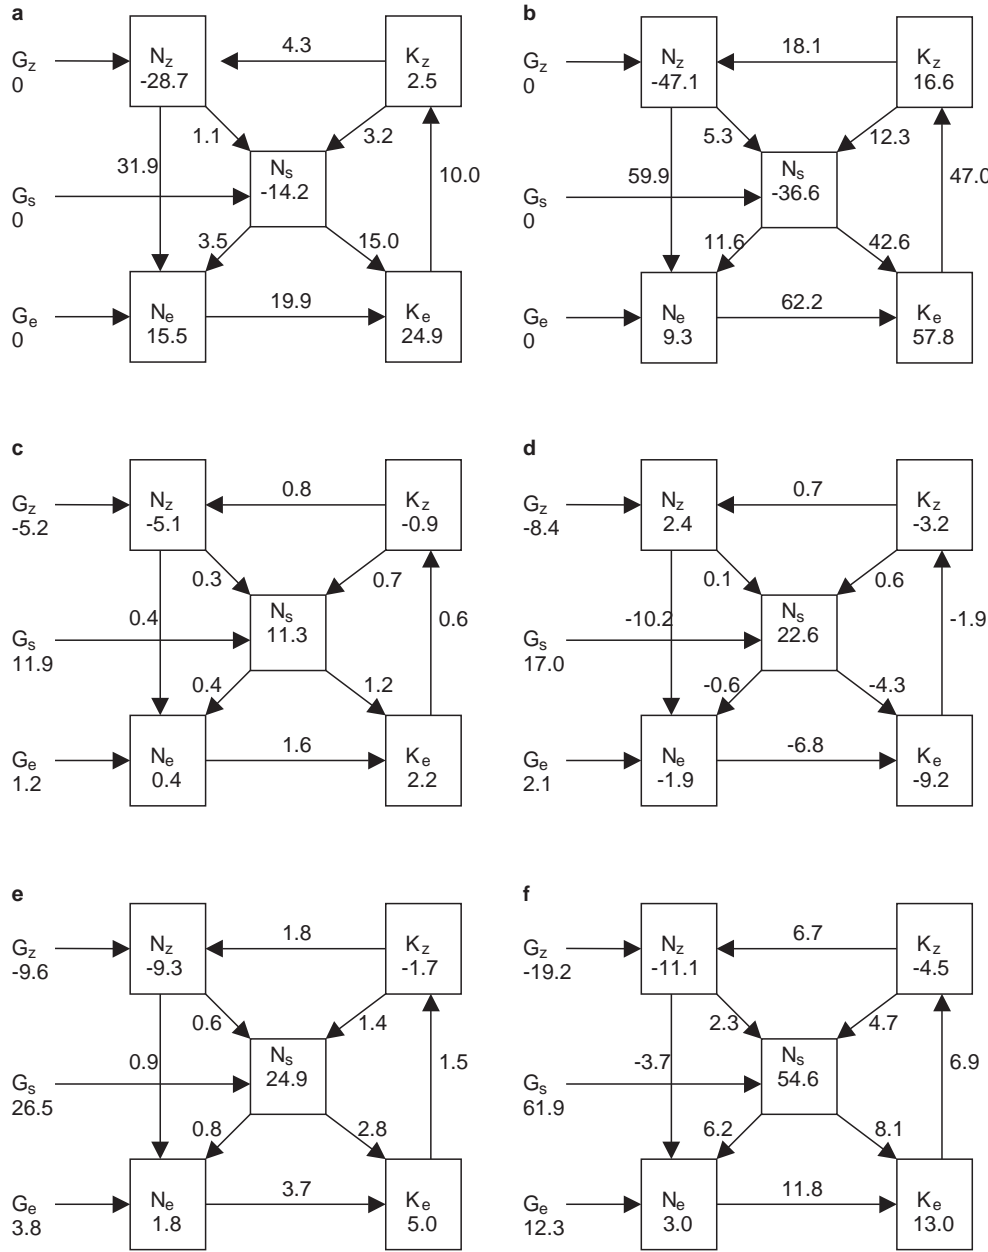 a b
G_z 0 N_z -28.7 4.3 K_z 2.5
1.1 3.2
31.9 10.0
G_s 0 N_s -14.2
3.5 15.0
G_e 0 N_e 15.5 19.9 K_e 24.9
G_z 0 N_z -47.1 18.1 K_z 16.6
5.3 12.3
59.9 47.0
G_s 0 N_s -36.6
11.6 42.6
G_e 0 N_e 9.3 62.2 K_e 57.8
c d
G_z -5.2 N_z -5.1 0.8 K_z -0.9
0.3 0.7
0.4 0.6
G_s 11.9 N_s 11.3
0.4 1.2
G_e 1.2 N_e 0.4 1.6 K_e 2.2
G_z -8.4 N_z 2.4 0.7 K_z -3.2
0.1 0.6
-10.2 -1.9
G_s 17.0 N_s 22.6
-0.6 -4.3
G_e 2.1 N_e -1.9 -6.8 K_e -9.2
e f
G_z -9.6 N_z -9.3 1.8 K_z -1.7
0.6 1.4
0.9 1.5
G_s 26.5 N_s 24.9
0.8 2.8
G_e 3.8 N_e 1.8 3.7 K_e 5.0
G_z -19.2 N_z -11.1 6.7 K_z -4.5
2.3 4.7
-3.7 6.9
G_s 61.9 N_s 54.6
6.2 8.1
G_e 12.3 N_e 3.0 11.8 K_e 13.0